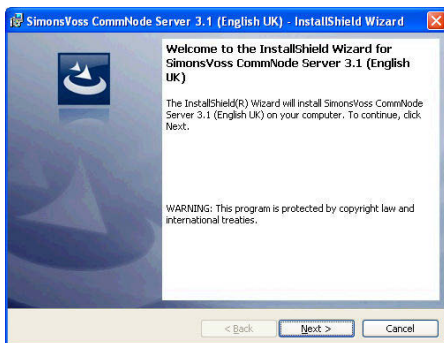 SimonsVoss CommNode Server 3.1 (English UK) - InstallShield Wizard
Welcome to the InstallShield Wizard for
SimonsVoss CommNode Server 3.1 (English
UK)
The InstallShield(R) Wizard will install SimonsVoss CommNode
Server 3.1 (English UK) on your computer. To continue, click
Next.
WARNING: This program is protected by copyright law and
international treaties.
< Back Next > Cancel